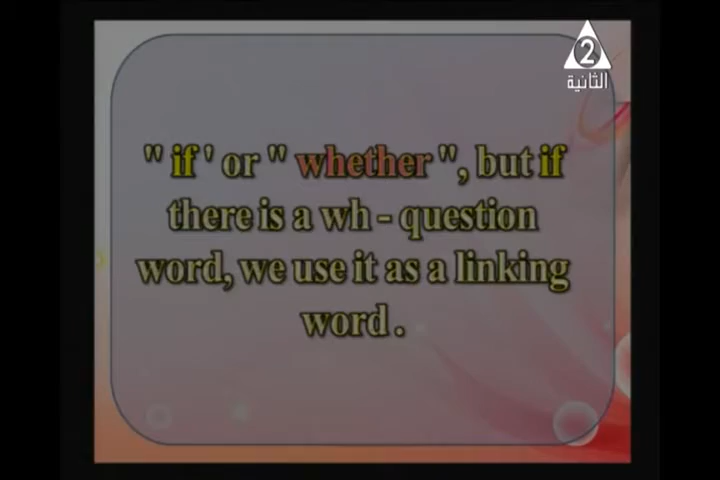 2
الثانية
" if ' or " whether ", but if
there is a wh - question
word, we use it as a linking
word .